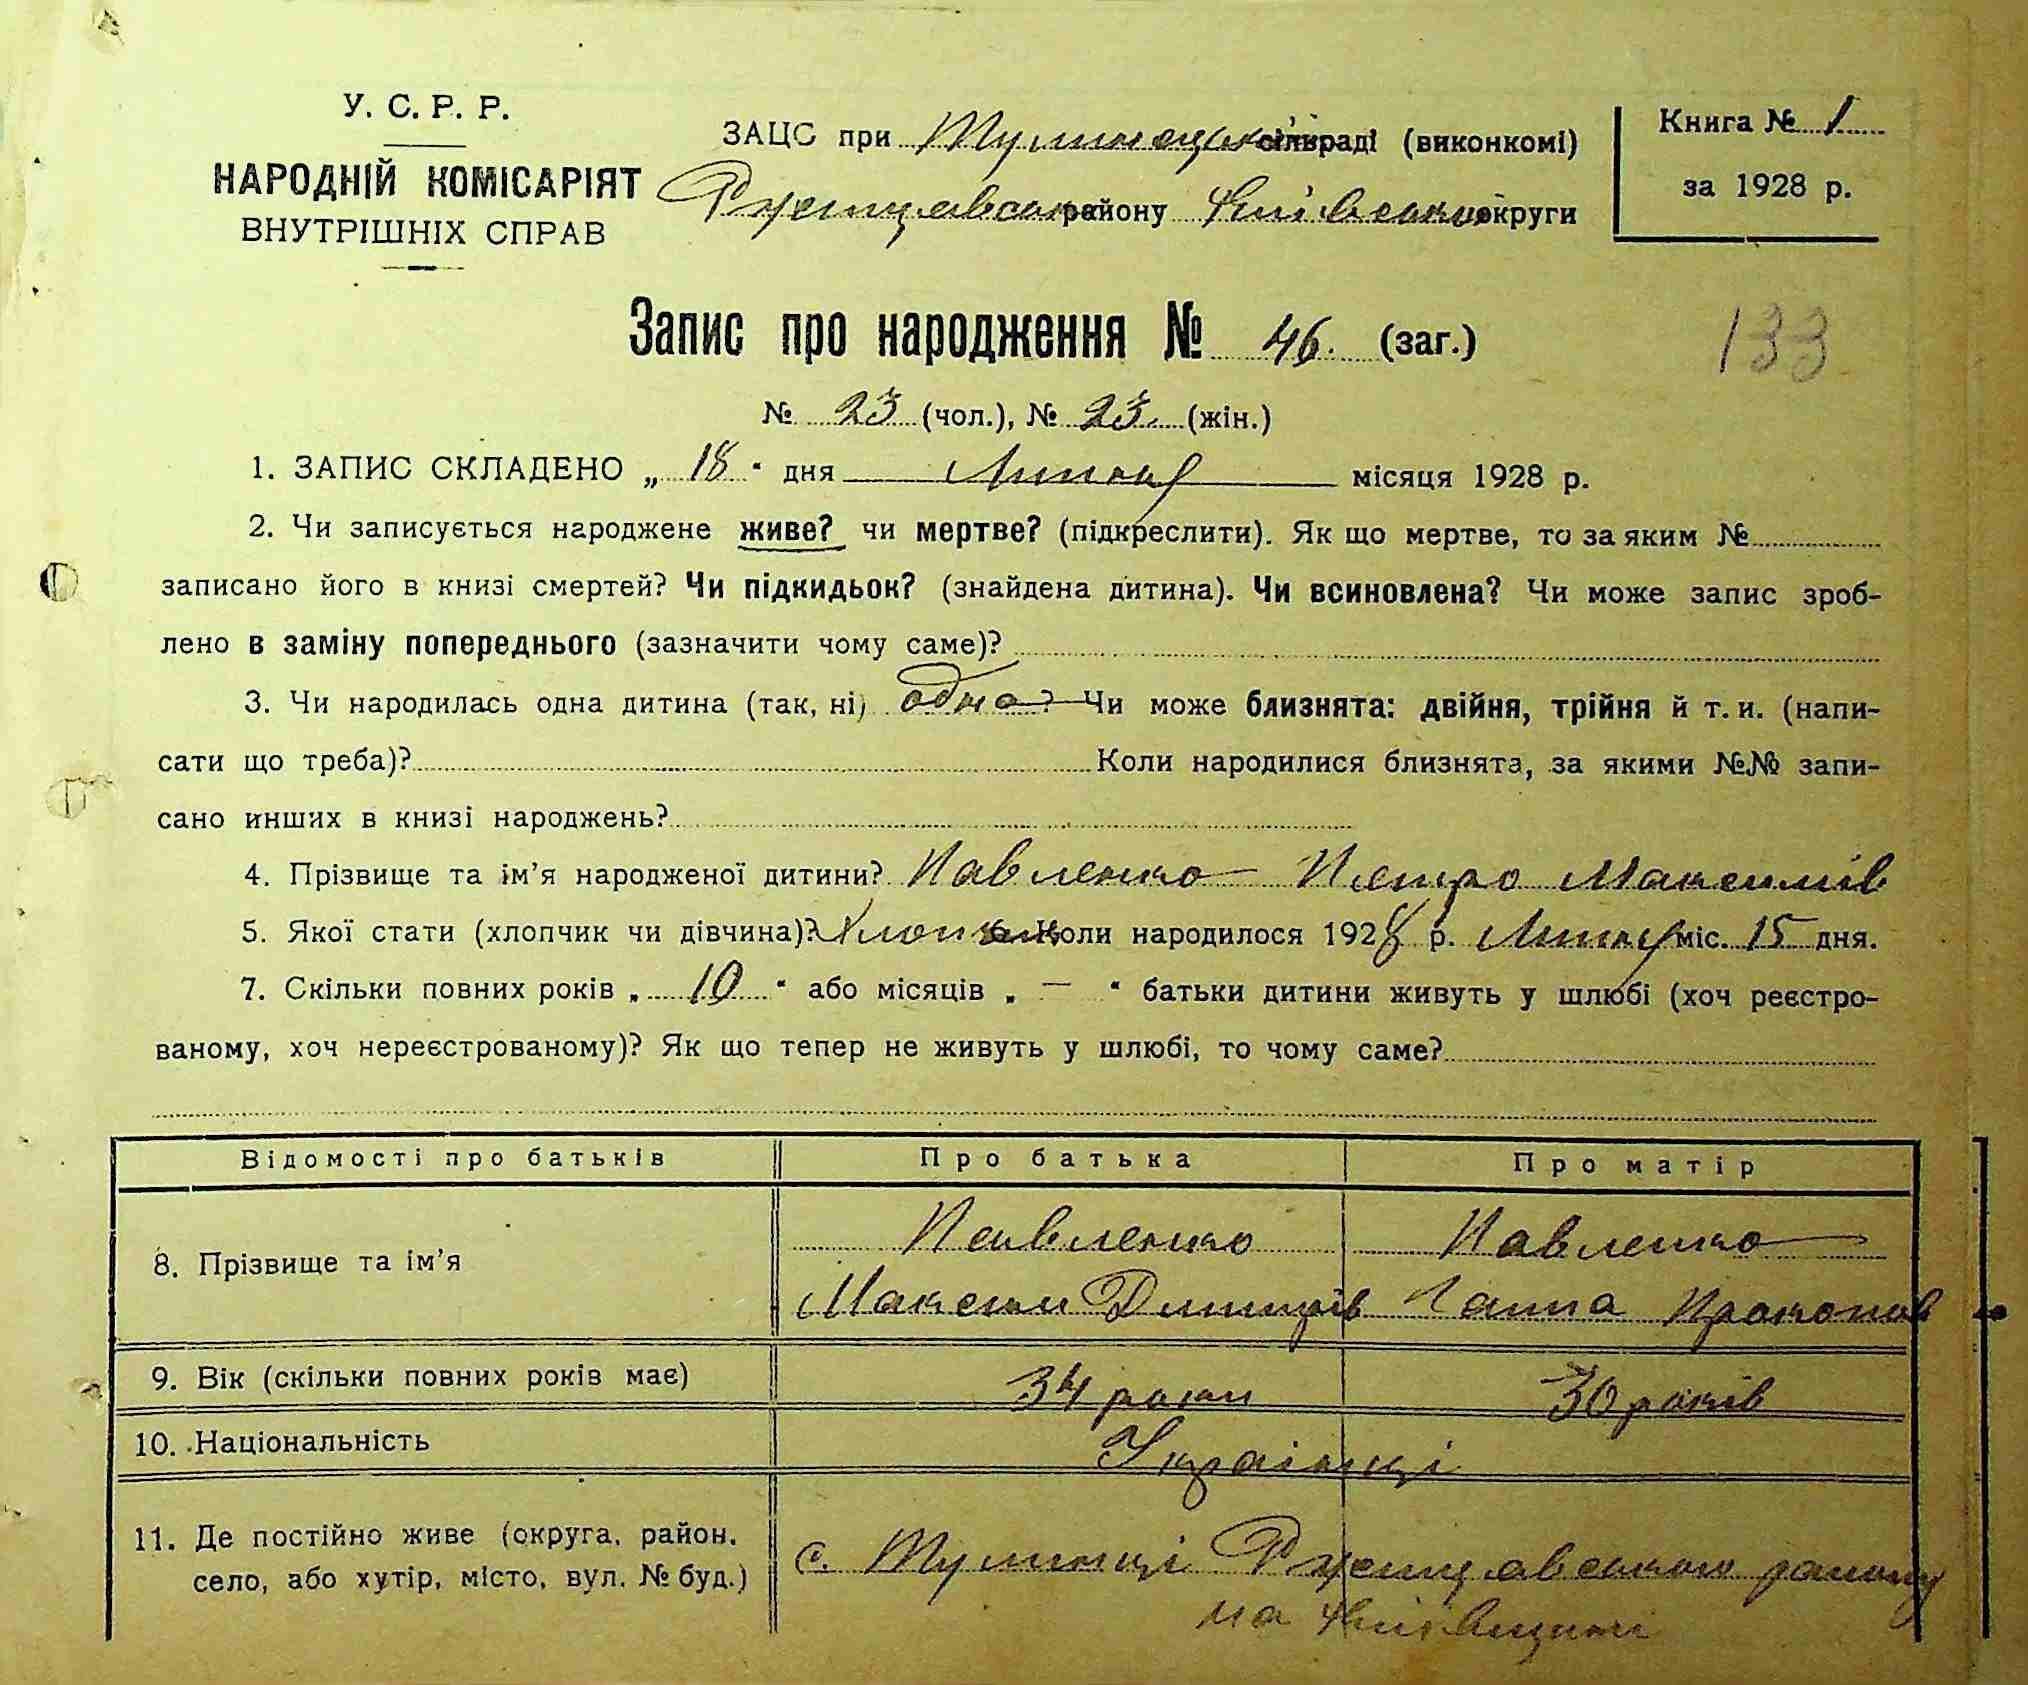 У. С. Р. Р.
НАРОДНІЙ КОМІСАРІЯТ
ВНУТРІШНІХ СПРАВ
ЗАЦС при Тулинецькій сільраді (виконкомі)
Ржищівськ району Київської округи
Книга № 1
за 1928 р.
Запис про народження № 46. (заг.)
133
№ 23 (чол.), № 23. (жін.)
1. ЗАПИС СКЛАДЕНО „ 18 " дня Липня місяця 1928 р.
2. Чи записується народжене живе? чи мертве? (підкреслити). Як що мертве, то за яким №
записано його в книзі смертей? Чи підкидьок? (знайдена дитина). Чи всиновлена? Чи може запис зроб-
лено в заміну попереднього (зазначити чому саме)?
3. Чи народилась одна дитина (так, ні) одна? Чи може близнята: двійня, трійня й т. и. (напи-
сати що треба)? Коли народилися близнята, за якими №№ запи-
сано инших в книзі народжень?
4. Прізвище та ім'я народженої дитини? Павленко Петро Максимів
5. Якої стати (хлопчик чи дівчина)? Хлопчик 6. Коли народилося 1928 р. Липня міс. 15 дня.
7. Скільки повних років „ 10 " або місяців „ — " батьки дитини живуть у шлюбі (хоч реєстро-
ваному, хоч нереєстрованому)? Як що тепер не живуть у шлюбі, то чому саме?
Відомості про батьків Про батька Про матір
8. Прізвище та ім'я Павленко Павленко
Максим Дмитрів Ганна Прокопов
9. Вік (скільки повних років має) 34 роки 30 років
10. Національність Українці
11. Де постійно живе (округа, район, село, або хутір, місто, вул. № буд.) с. Тулинці Ржищівського району
на Київщині